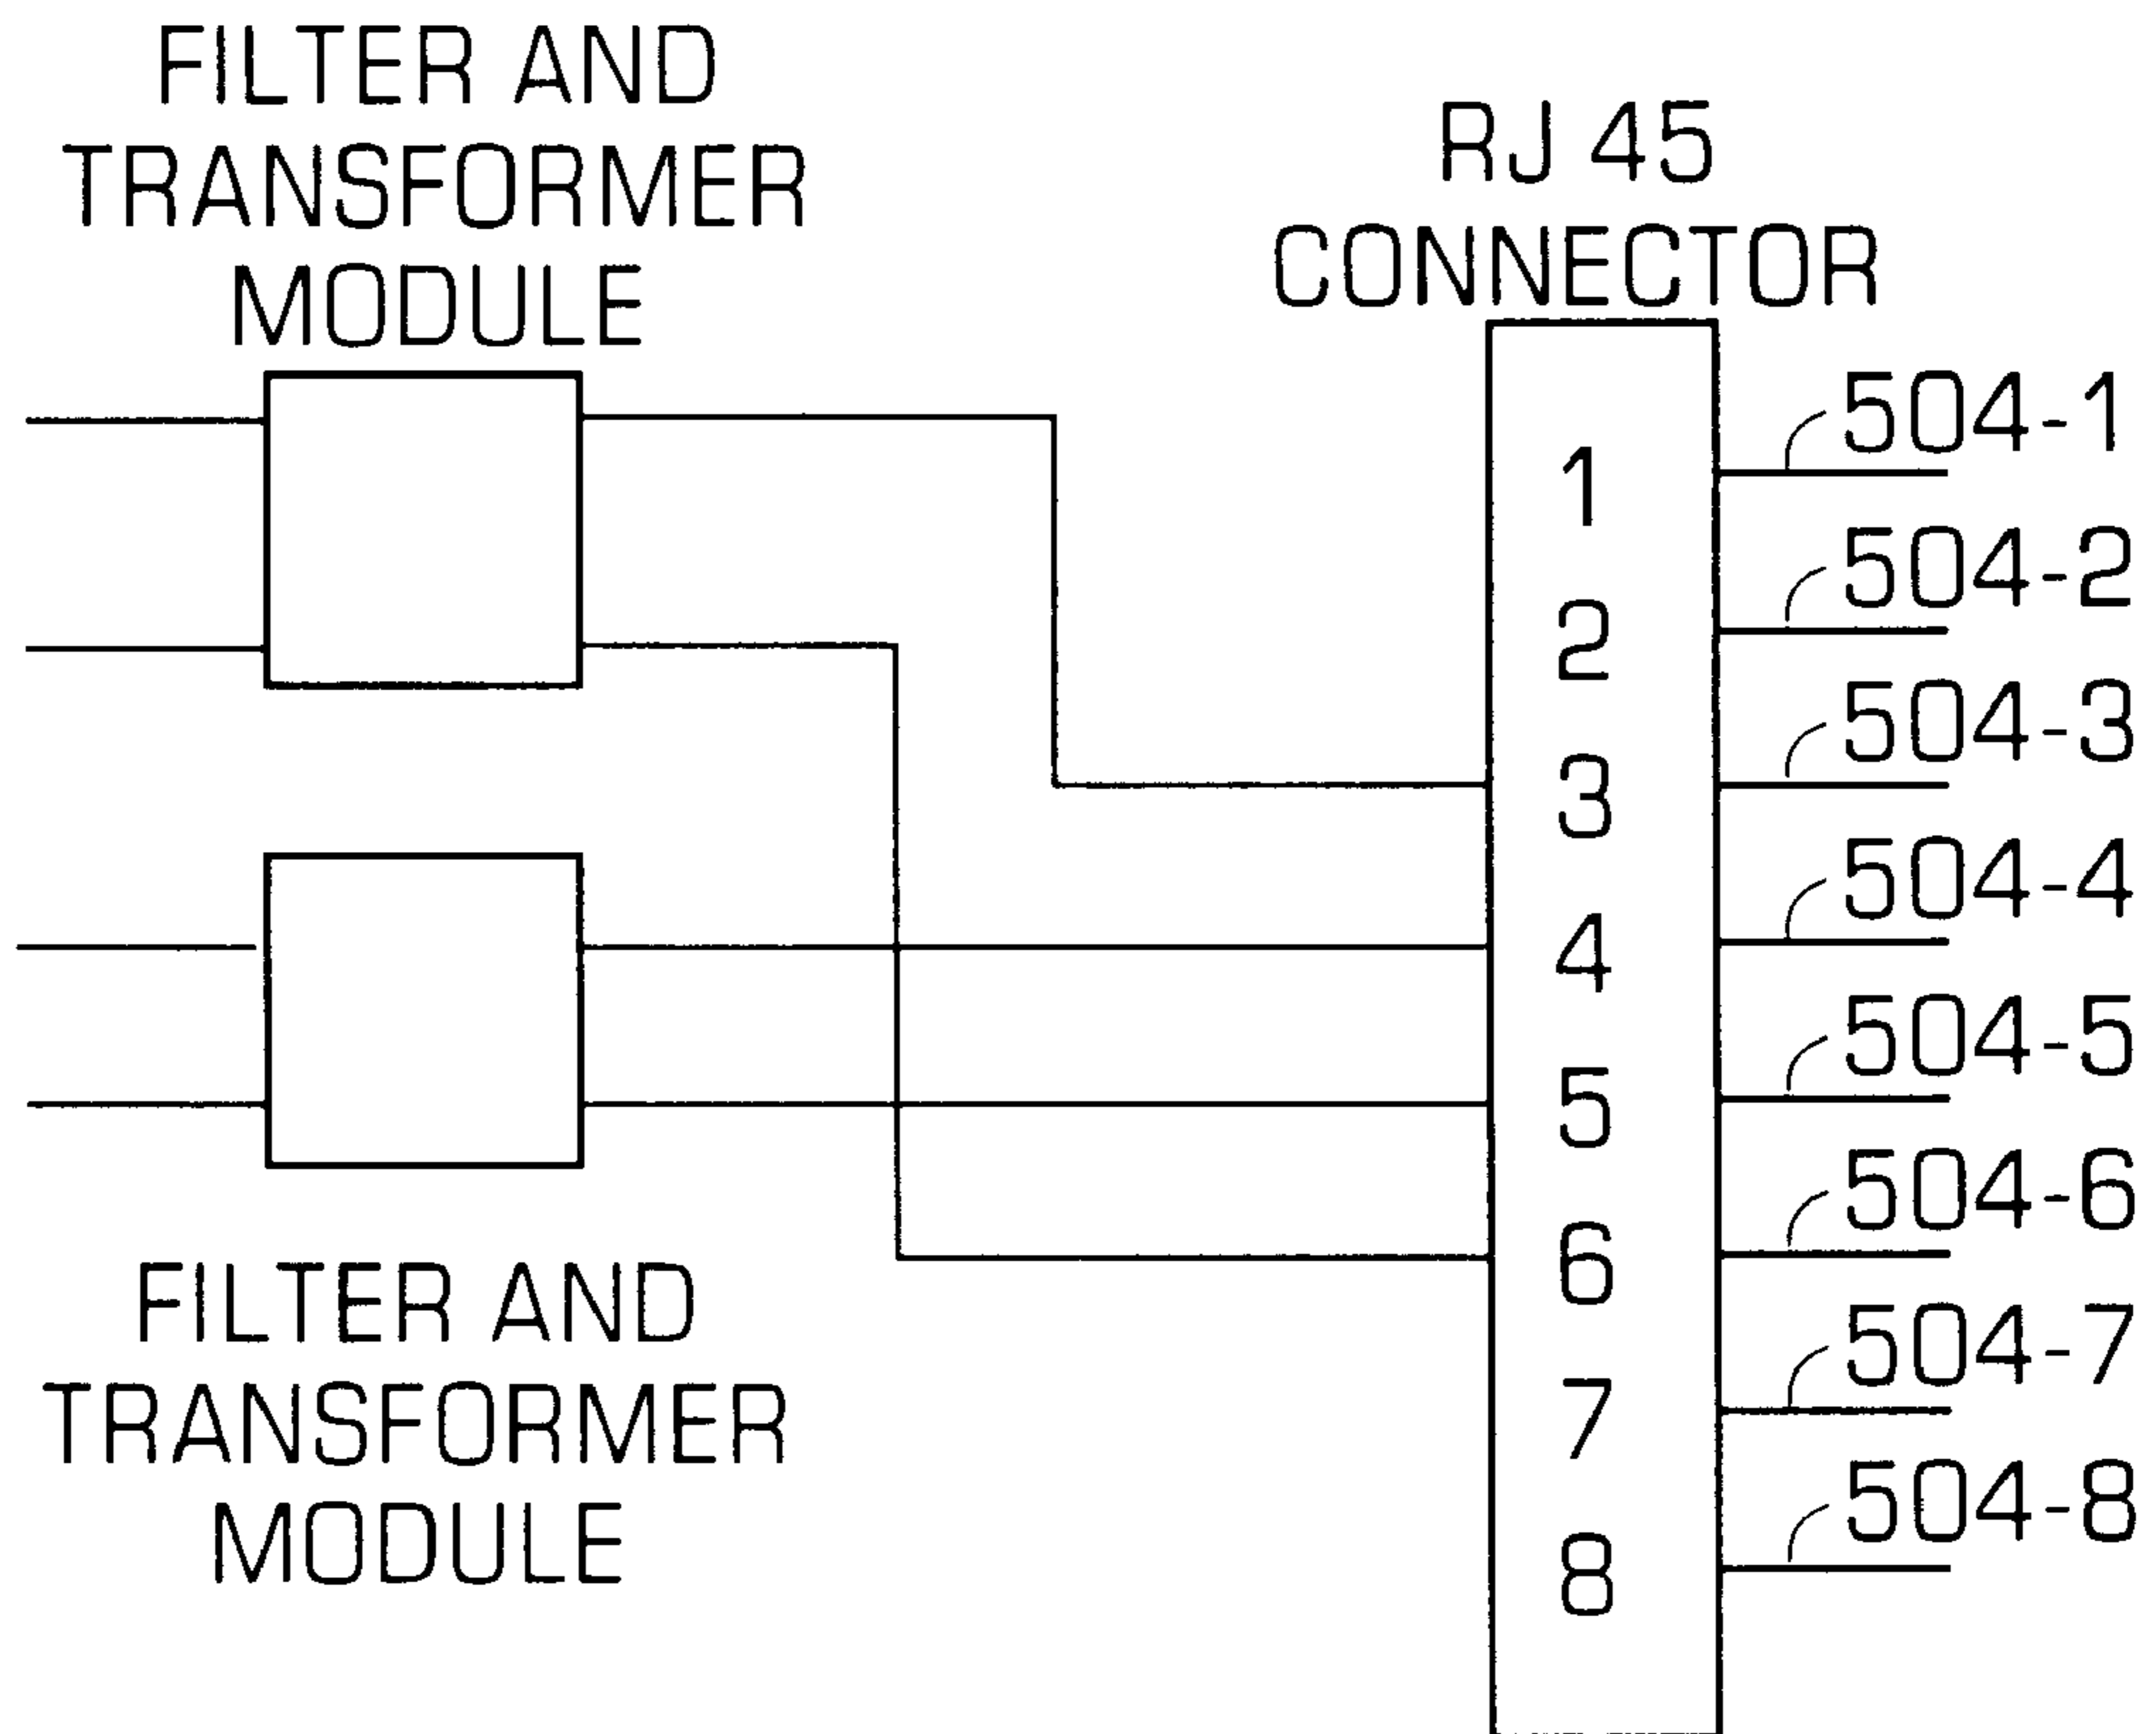 FILTER AND
TRANSFORMER
MODULE
RJ 45
CONNECTOR
1
2
3
4
5
6
7
8
504-1
504-2
504-3
504-4
504-5
504-6
504-7
504-8
FILTER AND
TRANSFORMER
MODULE